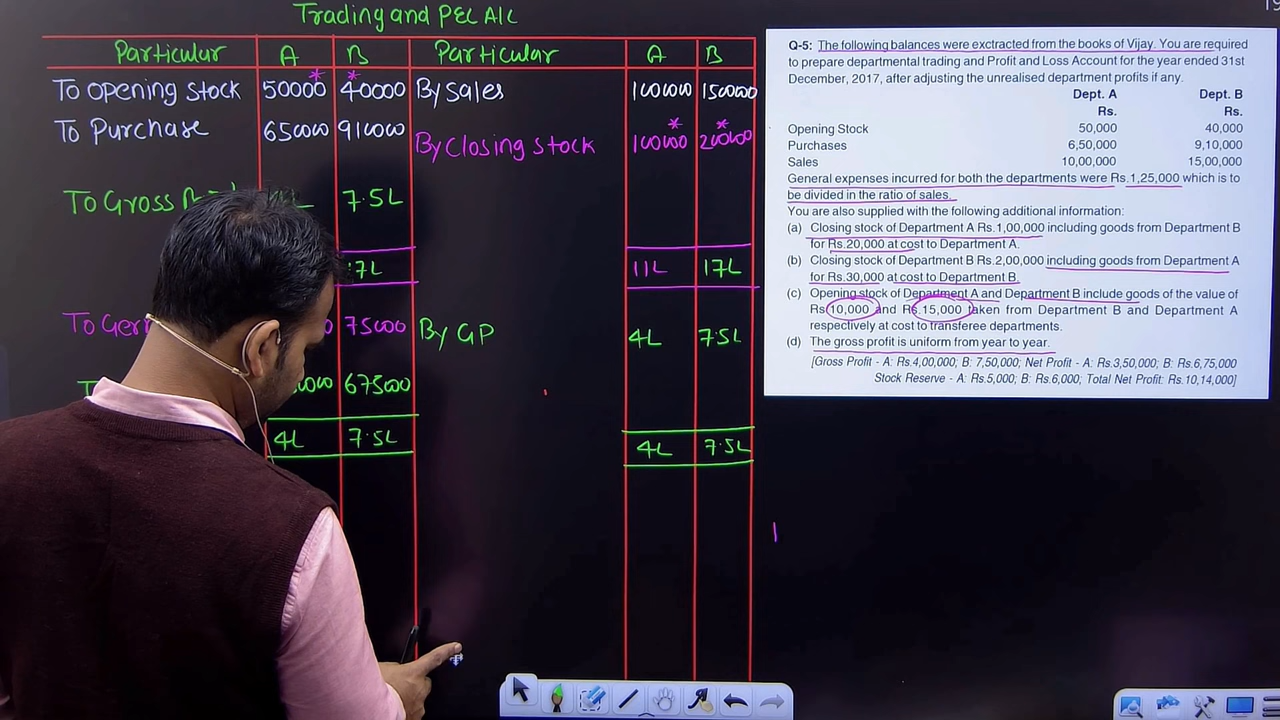 Trading and P&L A/C
Particular A B Particular A B
To Opening Stock 50000 * 40000 * By Sales 1000000 1500000
To Purchase 650000 910000 By Closing Stock 100000 * 200000 *
To Gross 7.5L
17L 11L 17L
To 75000 By GP 4L 7.5L
675000
4L 7.5L 4L 7.5L
Q-5: The following balances were exctracted from the books of Vijay. You are required
to prepare departmental trading and Profit and Loss Account for the year ended 31st
December, 2017, after adjusting the unrealised department profits if any.
Dept. A Dept. B
Rs. Rs.
Opening Stock 50,000 40,000
Purchases 6,50,000 9,10,000
Sales 10,00,000 15,00,000
General expenses incurred for both the departments were Rs.1,25,000 which is to
be divided in the ratio of sales.
You are also supplied with the following additional information:
(a) Closing stock of Department A Rs.1,00,000 including goods from Department B
for Rs.20,000 at cost to Department A.
(b) Closing stock of Department B Rs.2,00,000 including goods from Department A
for Rs.30,000 at cost to Department B.
(c) Opening stock of Department A and Department B include goods of the value of
Rs.10,000 and Rs.15,000 taken from Department B and Department A
respectively at cost to transferee departments.
(d) The gross profit is uniform from year to year.
[Gross Profit - A: Rs.4,00,000; B: 7,50,000; Net Profit - A: Rs.3,50,000; B: Rs.6,75,000
Stock Reserve - A: Rs.5,000; B: Rs.6,000; Total Net Profit: Rs.10,14,000]